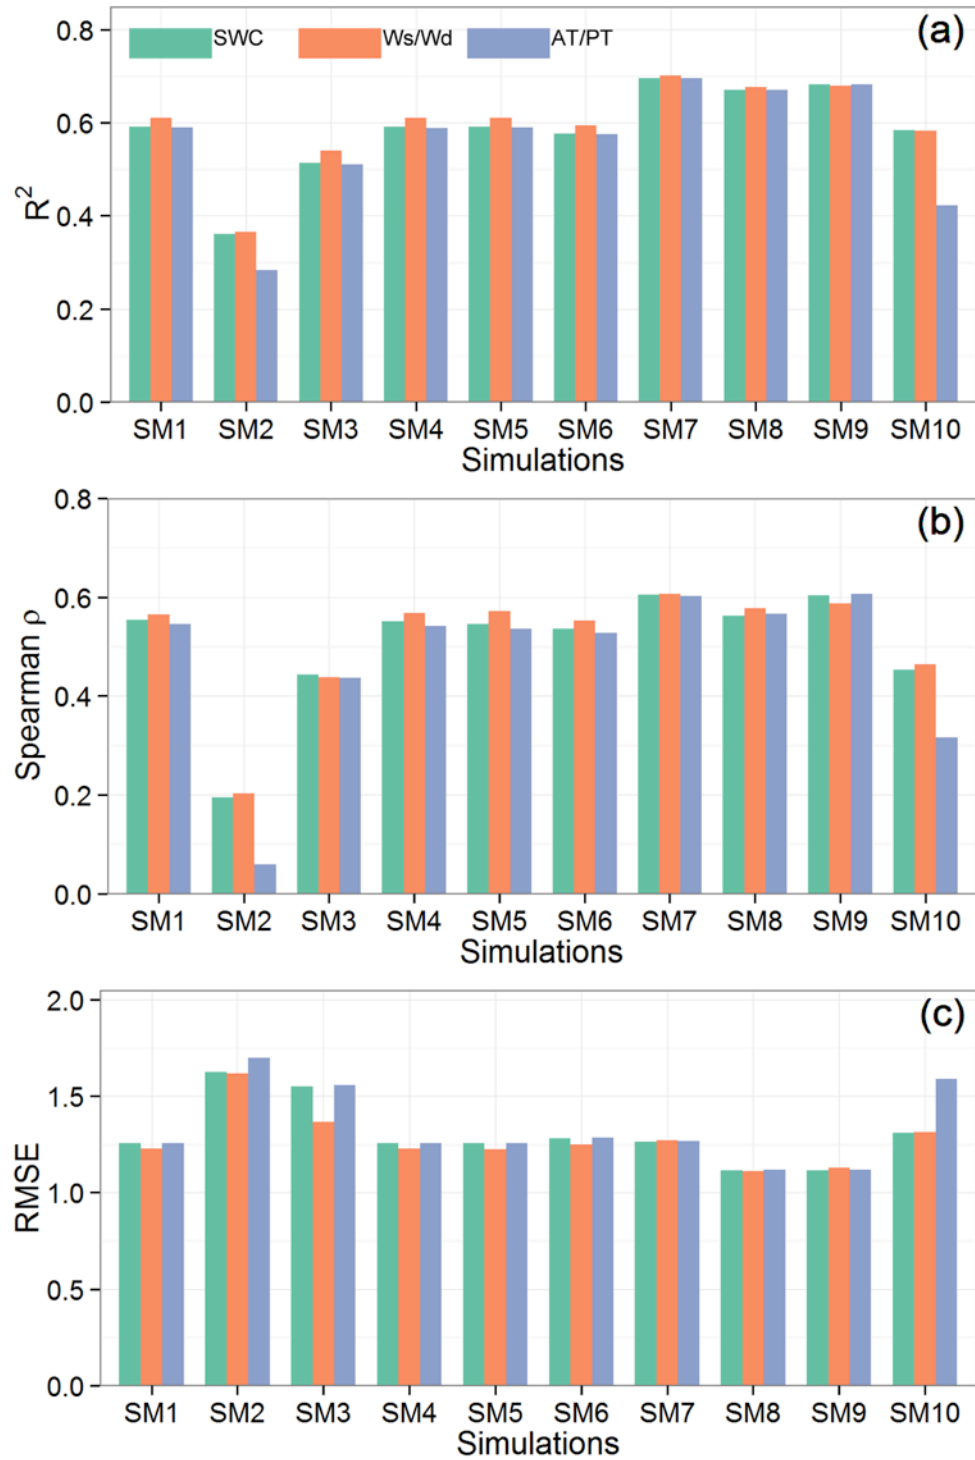 (a)
SWC Ws/Wd AT/PT
0.8
0.6
0.4
0.2
0.0
R²
SM1 SM2 SM3 SM4 SM5 SM6 SM7 SM8 SM9 SM10
Simulations
(b)
0.8
0.6
0.4
0.2
0.0
Spearman ρ
SM1 SM2 SM3 SM4 SM5 SM6 SM7 SM8 SM9 SM10
Simulations
(c)
2.0
1.5
1.0
0.5
0.0
RMSE
SM1 SM2 SM3 SM4 SM5 SM6 SM7 SM8 SM9 SM10
Simulations